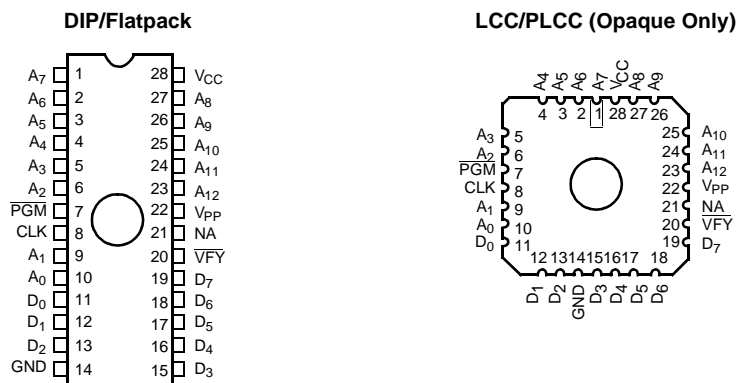 DIP/Flatpack
A7 1 28 VCC
A6 2 27 A8
A5 3 26 A9
A4 4 25 A10
A3 5 24 A11
A2 6 23 A12
PGM 7 22 VPP
CLK 8 21 NA
A1 9 20 VFY
A0 10 19 D7
D0 11 18 D6
D1 12 17 D5
D2 13 16 D4
GND 14 15 D3
LCC/PLCC (Opaque Only)
A4 A5 A6 A7 VCC A8 A9
4 3 2 1 28 27 26
A3 5 25 A10
A2 6 24 A11
PGM 7 23 A12
CLK 8 22 VPP
A1 9 21 NA
A0 10 20 VFY
D0 11 19 D7
12 13 14 15 16 17 18
D1 D2 GND D3 D4 D5 D6